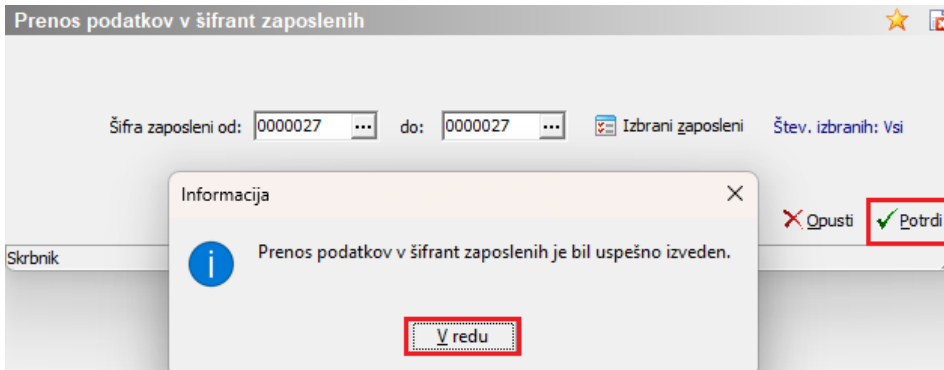 Prenos podatkov v šifrant zaposlenih
Šifra zaposleni od: 0000027 ... do: 0000027 ... Izbrani zaposleni Štev. izbranih: Vsi
Informacija
Opusti Potrdi
Skrbnik
Prenos podatkov v šifrant zaposlenih je bil uspešno izveden.
V redu